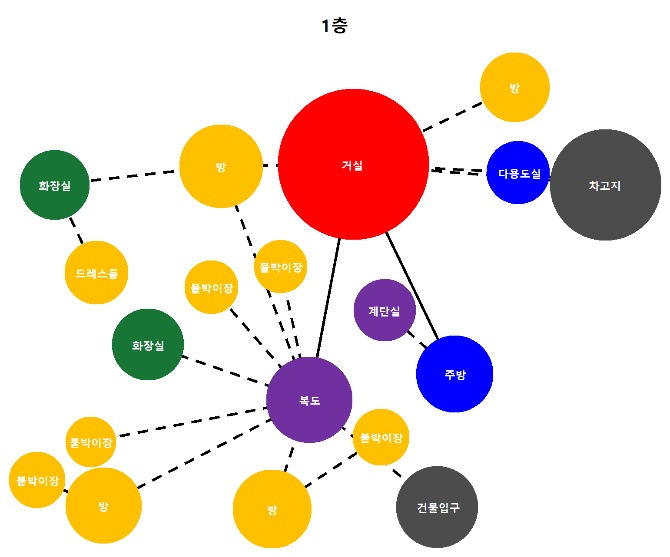 1층
방
거실
다용도실
차고지
방
화장실
드레스룸
붙박이장
붙박이장
계단실
화장실
주방
복도
붙박이장
붙박이장
붙박이장
방
방
건물입구